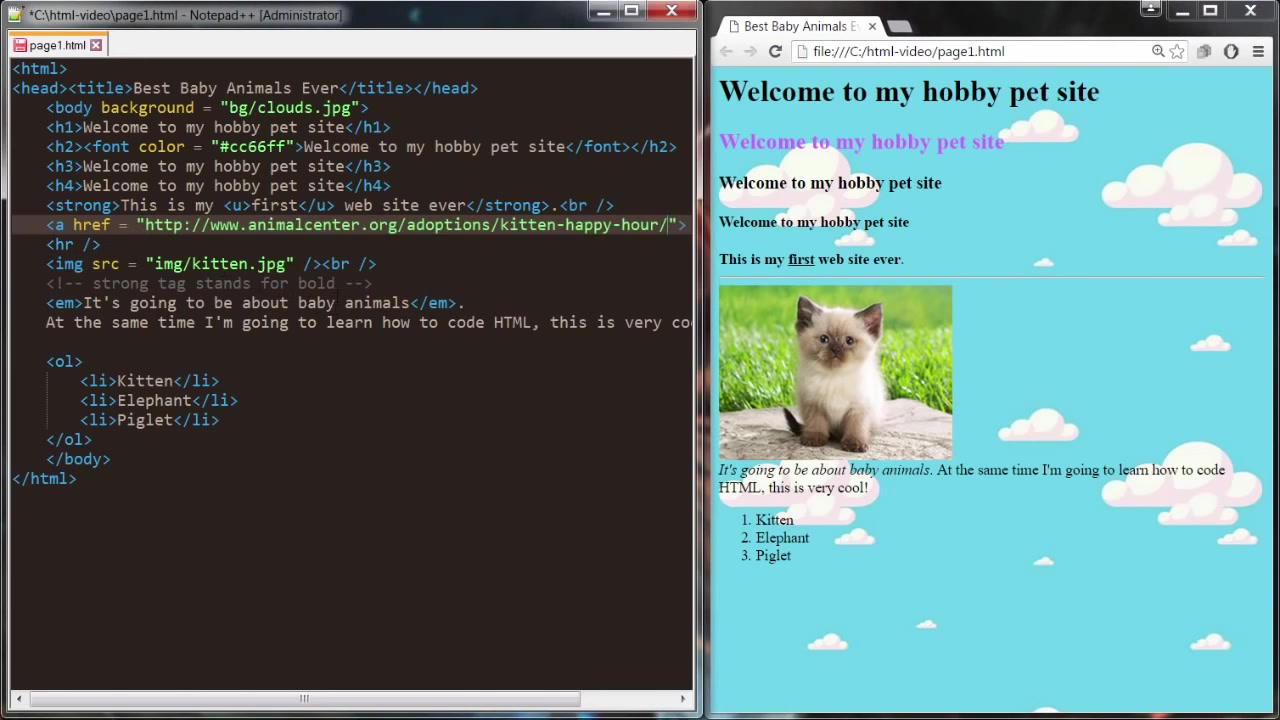 *C:\html-video\page1.html - Notepad++ [Administrator]
page1.html
<html>
<head><title>Best Baby Animals Ever</title></head>
<body background = "bg/clouds.jpg">
<h1>Welcome to my hobby pet site</h1>
<h2><font color = "#cc66ff">Welcome to my hobby pet site</font></h2>
<h3>Welcome to my hobby pet site</h3>
<h4>Welcome to my hobby pet site</h4>
<strong>This is my <u>first</u> web site ever</strong>.<br />
<a href = "http://www.animalcenter.org/adoptions/kitten-happy-hour/">
<hr />
<img src = "img/kitten.jpg" /><br />
<!-- strong tag stands for bold -->
<em>It's going to be about baby animals</em>.
At the same time I'm going to learn how to code HTML, this is very co
<ol>
<li>Kitten</li>
<li>Elephant</li>
<li>Piglet</li>
</ol>
</body>
</html>
Best Baby Animals Ev
file:///C:/html-video/page1.html
Welcome to my hobby pet site
Welcome to my hobby pet site
Welcome to my hobby pet site
Welcome to my hobby pet site
This is my first web site ever.
It's going to be about baby animals. At the same time I'm going to learn how to code
HTML, this is very cool!
1. Kitten
2. Elephant
3. Piglet